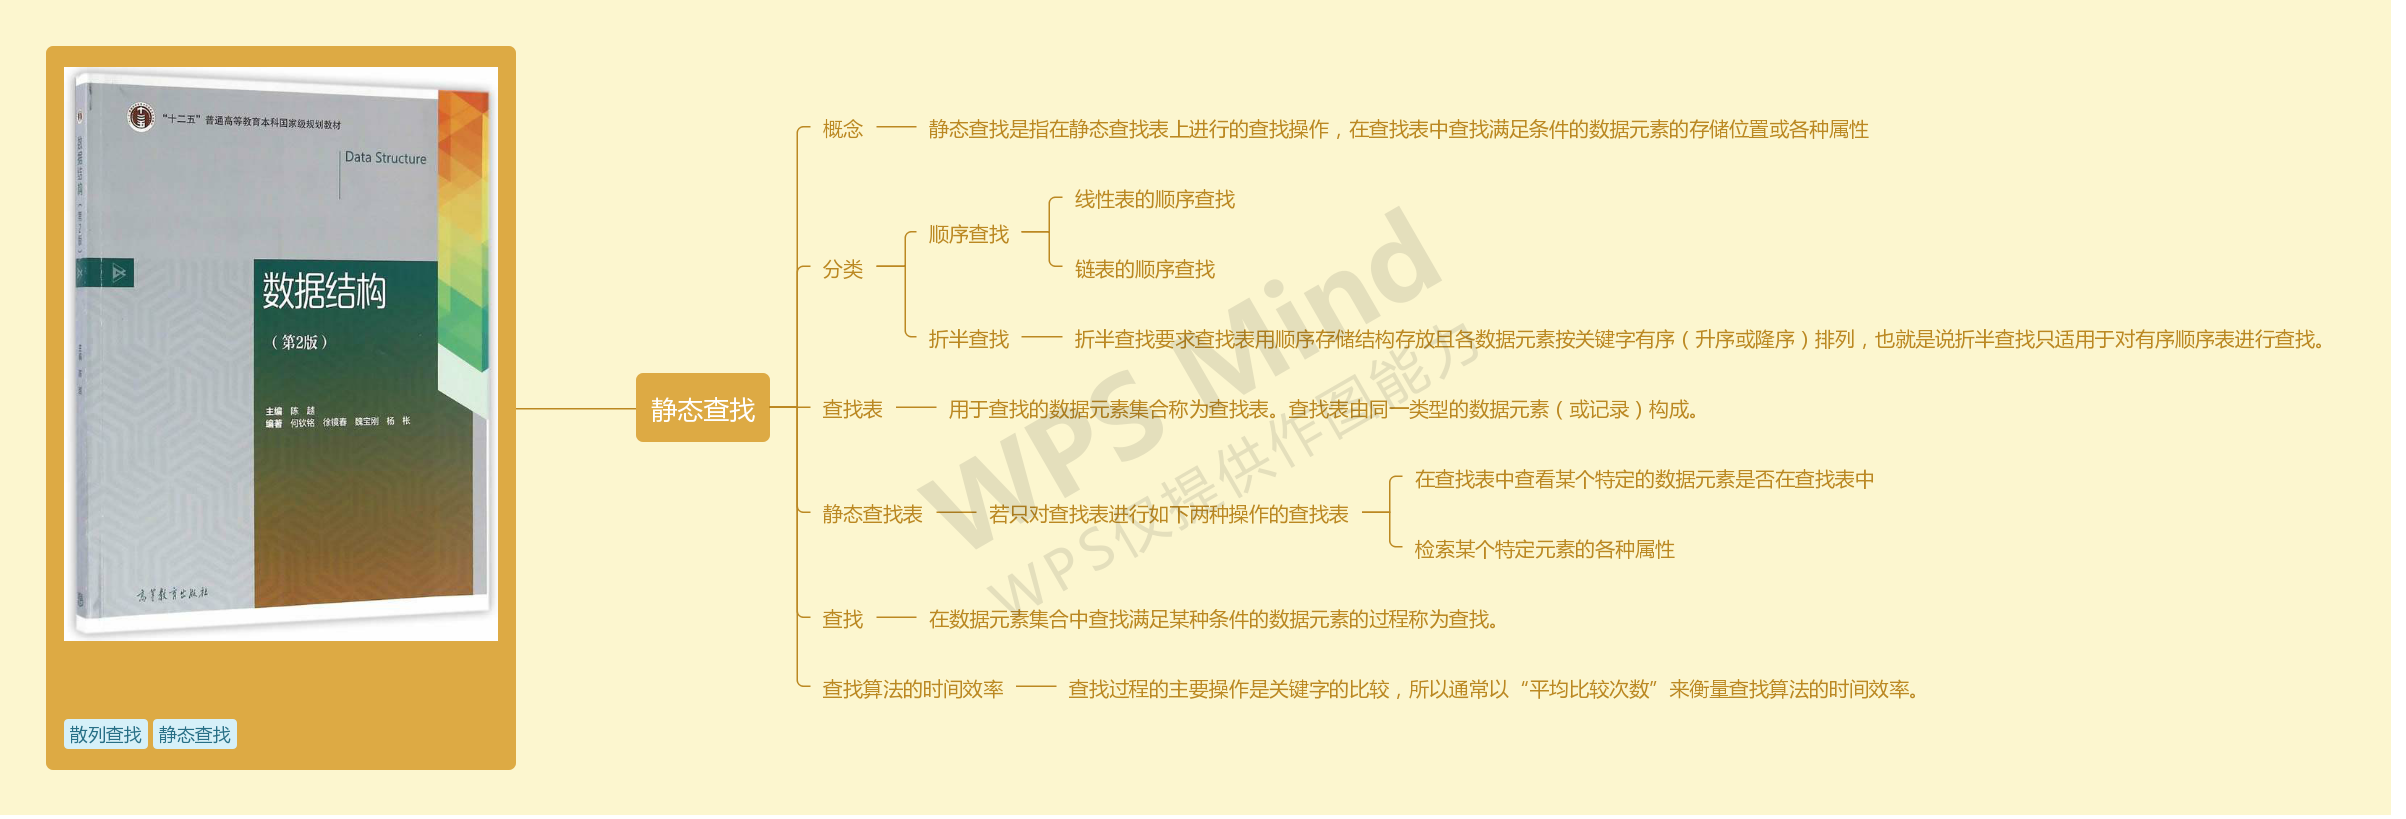 “十二五”普通高等教育本科国家级规划教材
Data Structure
数据结构
（第2版）
主编 陈 越
编著 何钦铭 徐镜春 魏宝刚 杨 枨
高等教育出版社
散列查找 静态查找
静态查找
概念
静态查找是指在静态查找表上进行的查找操作，在查找表中查找满足条件的数据元素的存储位置或各种属性
分类
顺序查找
线性表的顺序查找
链表的顺序查找
折半查找
折半查找要求查找表用顺序存储结构存放且各数据元素按关键字有序（升序或隆序）排列，也就是说折半查找只适用于对有序顺序表进行查找。
查找表
用于查找的数据元素集合称为查找表。查找表由同一类型的数据元素（或记录）构成。
静态查找表
若只对查找表进行如下两种操作的查找表
在查找表中查看某个特定的数据元素是否在查找表中
检索某个特定元素的各种属性
查找
在数据元素集合中查找满足某种条件的数据元素的过程称为查找。
查找算法的时间效率
查找过程的主要操作是关键字的比较，所以通常以“平均比较次数”来衡量查找算法的时间效率。
WPS Mind
WPS仅提供作图能力